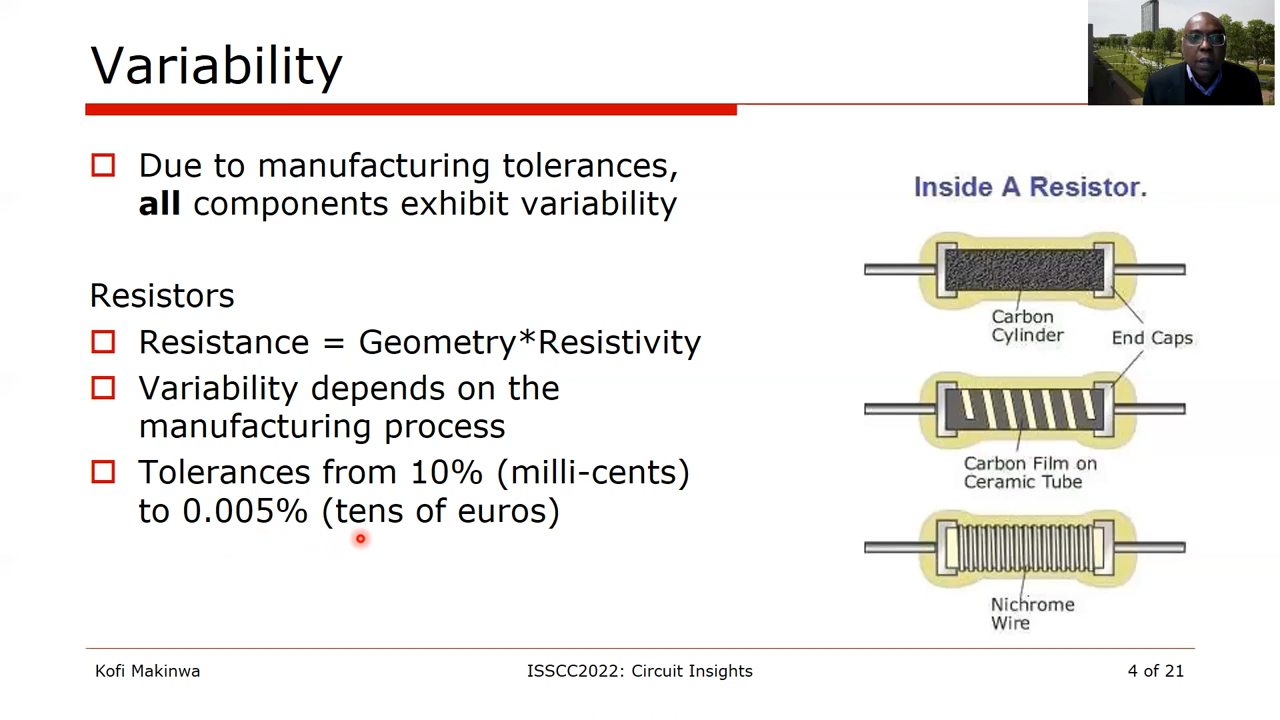 Variability
Due to manufacturing tolerances,
all components exhibit variability
Resistors
Resistance = Geometry*Resistivity
Variability depends on the
manufacturing process
Tolerances from 10% (milli-cents)
to 0.005% (tens of euros)
Inside A Resistor.
Carbon
Cylinder
End Caps
Carbon Film on
Ceramic Tube
Nichrome
Wire
Kofi Makinwa
ISSCC2022: Circuit Insights
4 of 21